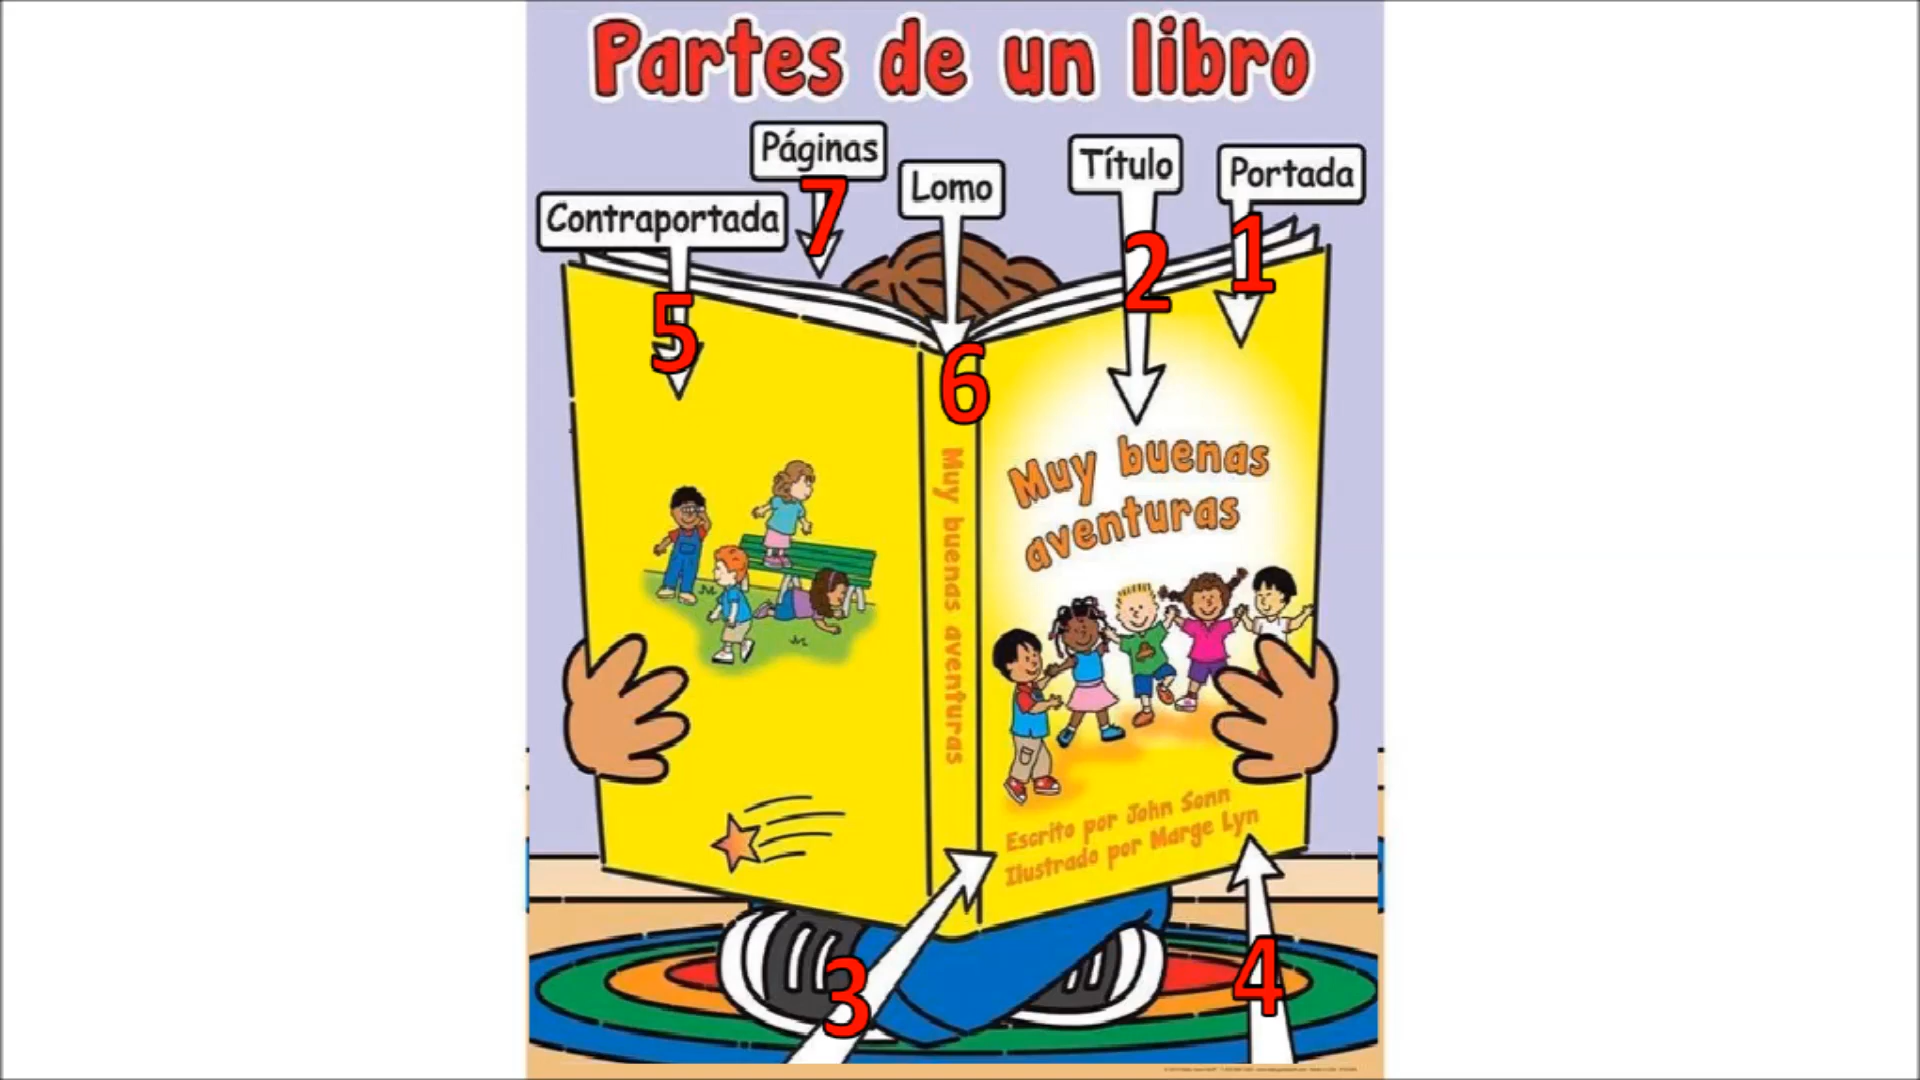 Partes de un libro
Páginas
Título
Portada
Lomo
Contraportada
7
1
2
5
6
Muy buenas
aventuras
Muy buenas aventuras
Escrito por John Sonn
Ilustrado por Marge Lyn
3
4